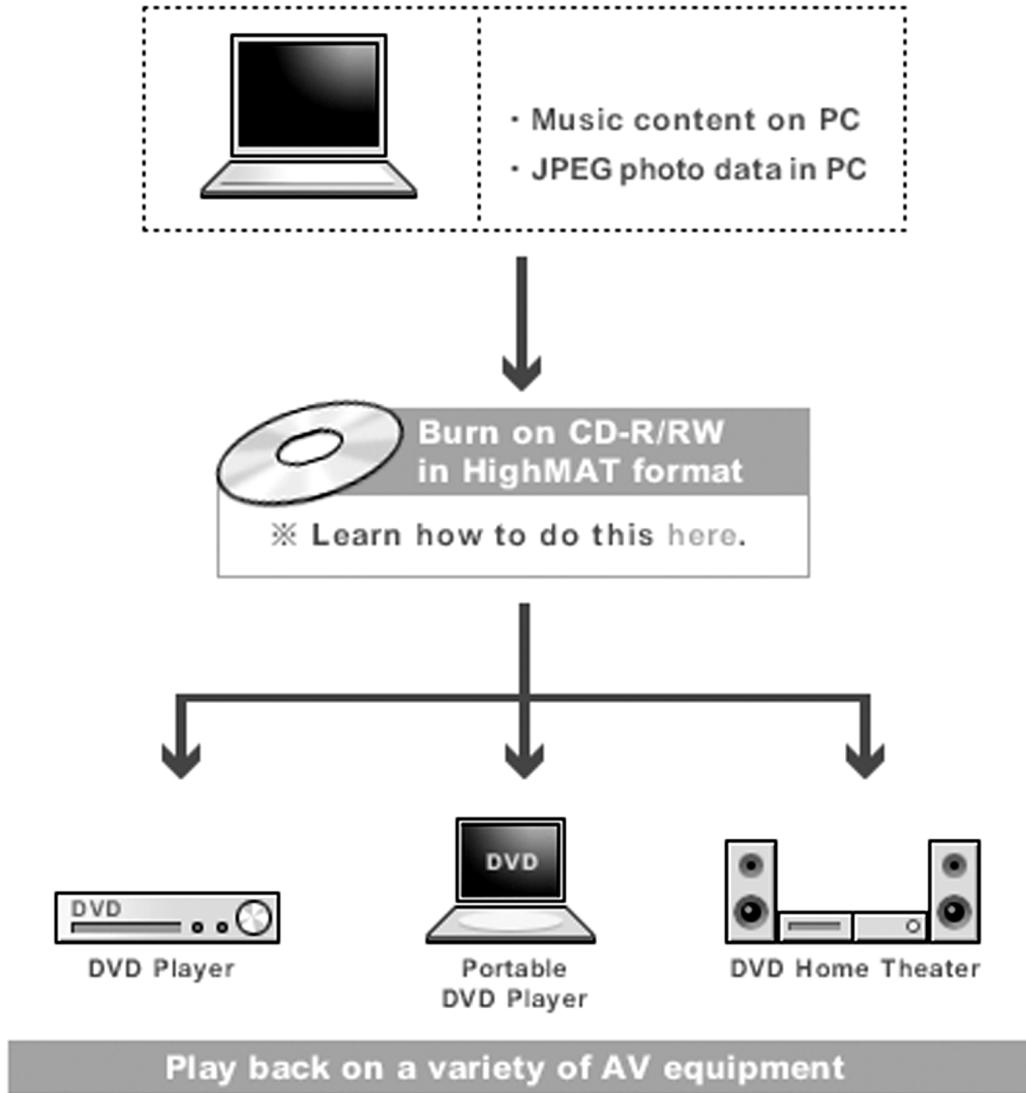 ・Music content on PC
・JPEG photo data in PC
Burn on CD-R/RW
in HighMAT format
※ Learn how to do this here.
DVD
DVD Player
DVD
Portable
DVD Player
DVD Home Theater
Play back on a variety of AV equipment